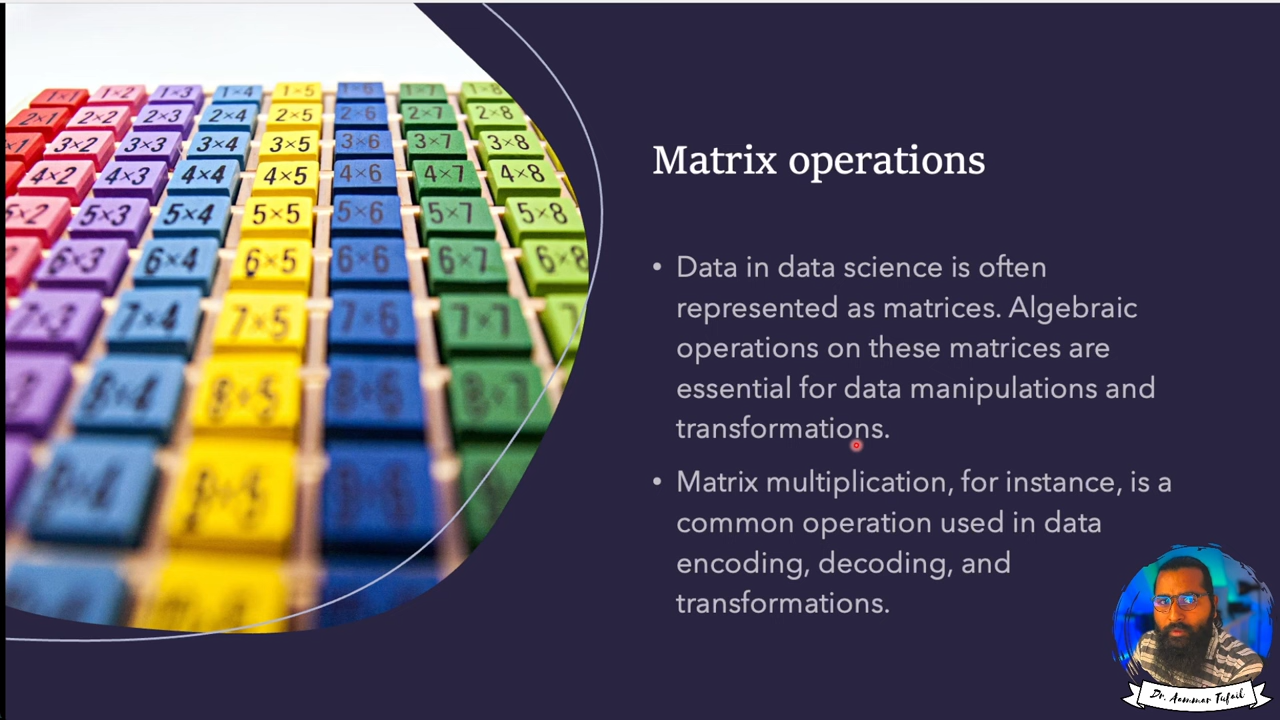 1×1 1×2 1×3 1×4 1×5 1×6 1×7 1×8
2×1 2×2 2×3 2×4 2×5 2×6 2×7 2×8
×1 3×2 3×3 3×4 3×5 3×6 3×7 3×8
4×2 4×3 4×4 4×5 4×6 4×7 4×8
5×2 5×3 5×4 5×5 5×6 5×7 5×8
6×3 6×4 6×5 6×6 6×7 6×8
7×3 7×4 7×5 7×6 7×7
Matrix operations
• Data in data science is often
represented as matrices. Algebraic
operations on these matrices are
essential for data manipulations and
transformations.
• Matrix multiplication, for instance, is a
common operation used in data
encoding, decoding, and
transformations.
Dr. Aammar Tufail